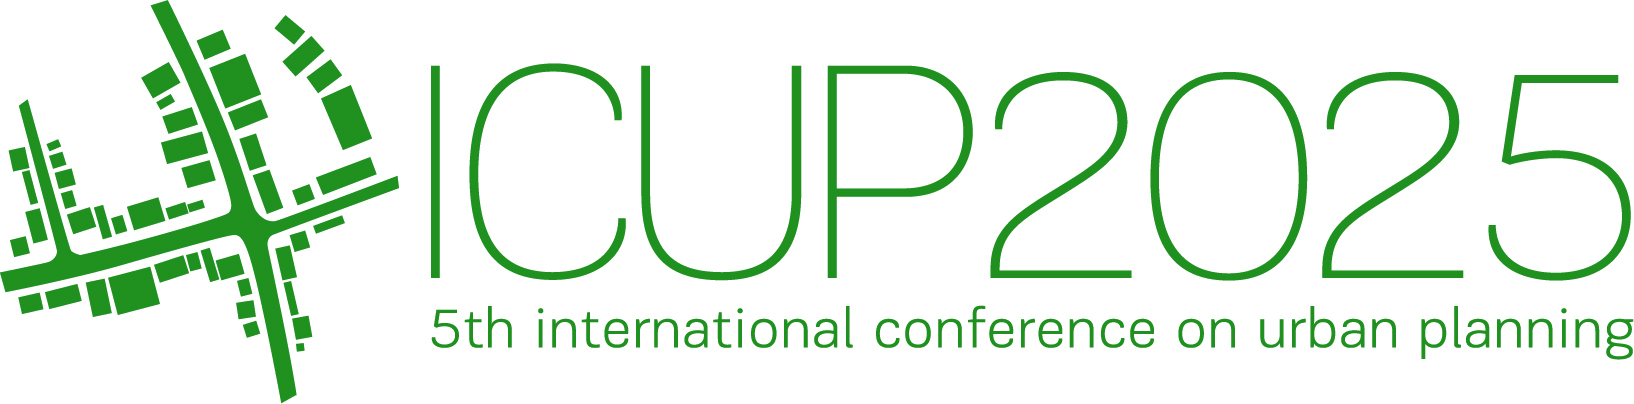 ICUP2025
5th international conference on urban planning